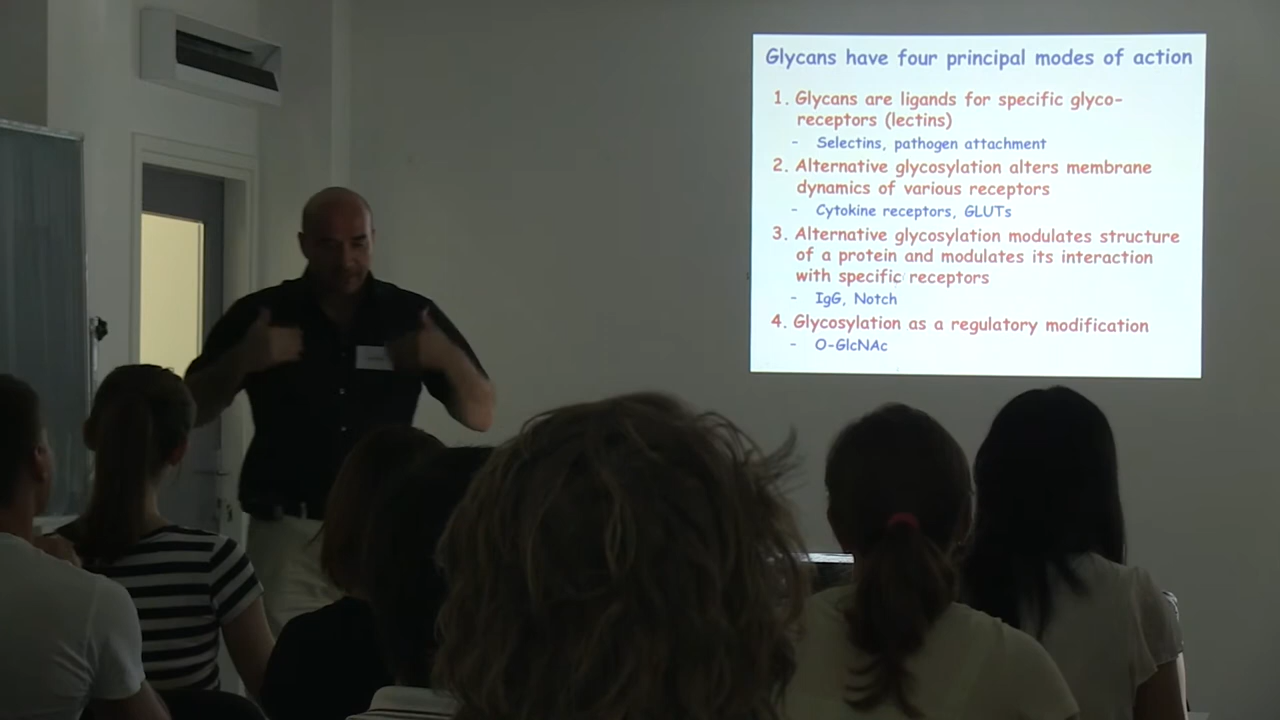 Glycans have four principal modes of action
1. Glycans are ligands for specific glyco-
receptors (lectins)
- Selectins, pathogen attachment
2. Alternative glycosylation alters membrane
dynamics of various receptors
- Cytokine receptors, GLUTs
3. Alternative glycosylation modulates structure
of a protein and modulates its interaction
with specific receptors
- IgG, Notch
4. Glycosylation as a regulatory modification
- O-GlcNAc